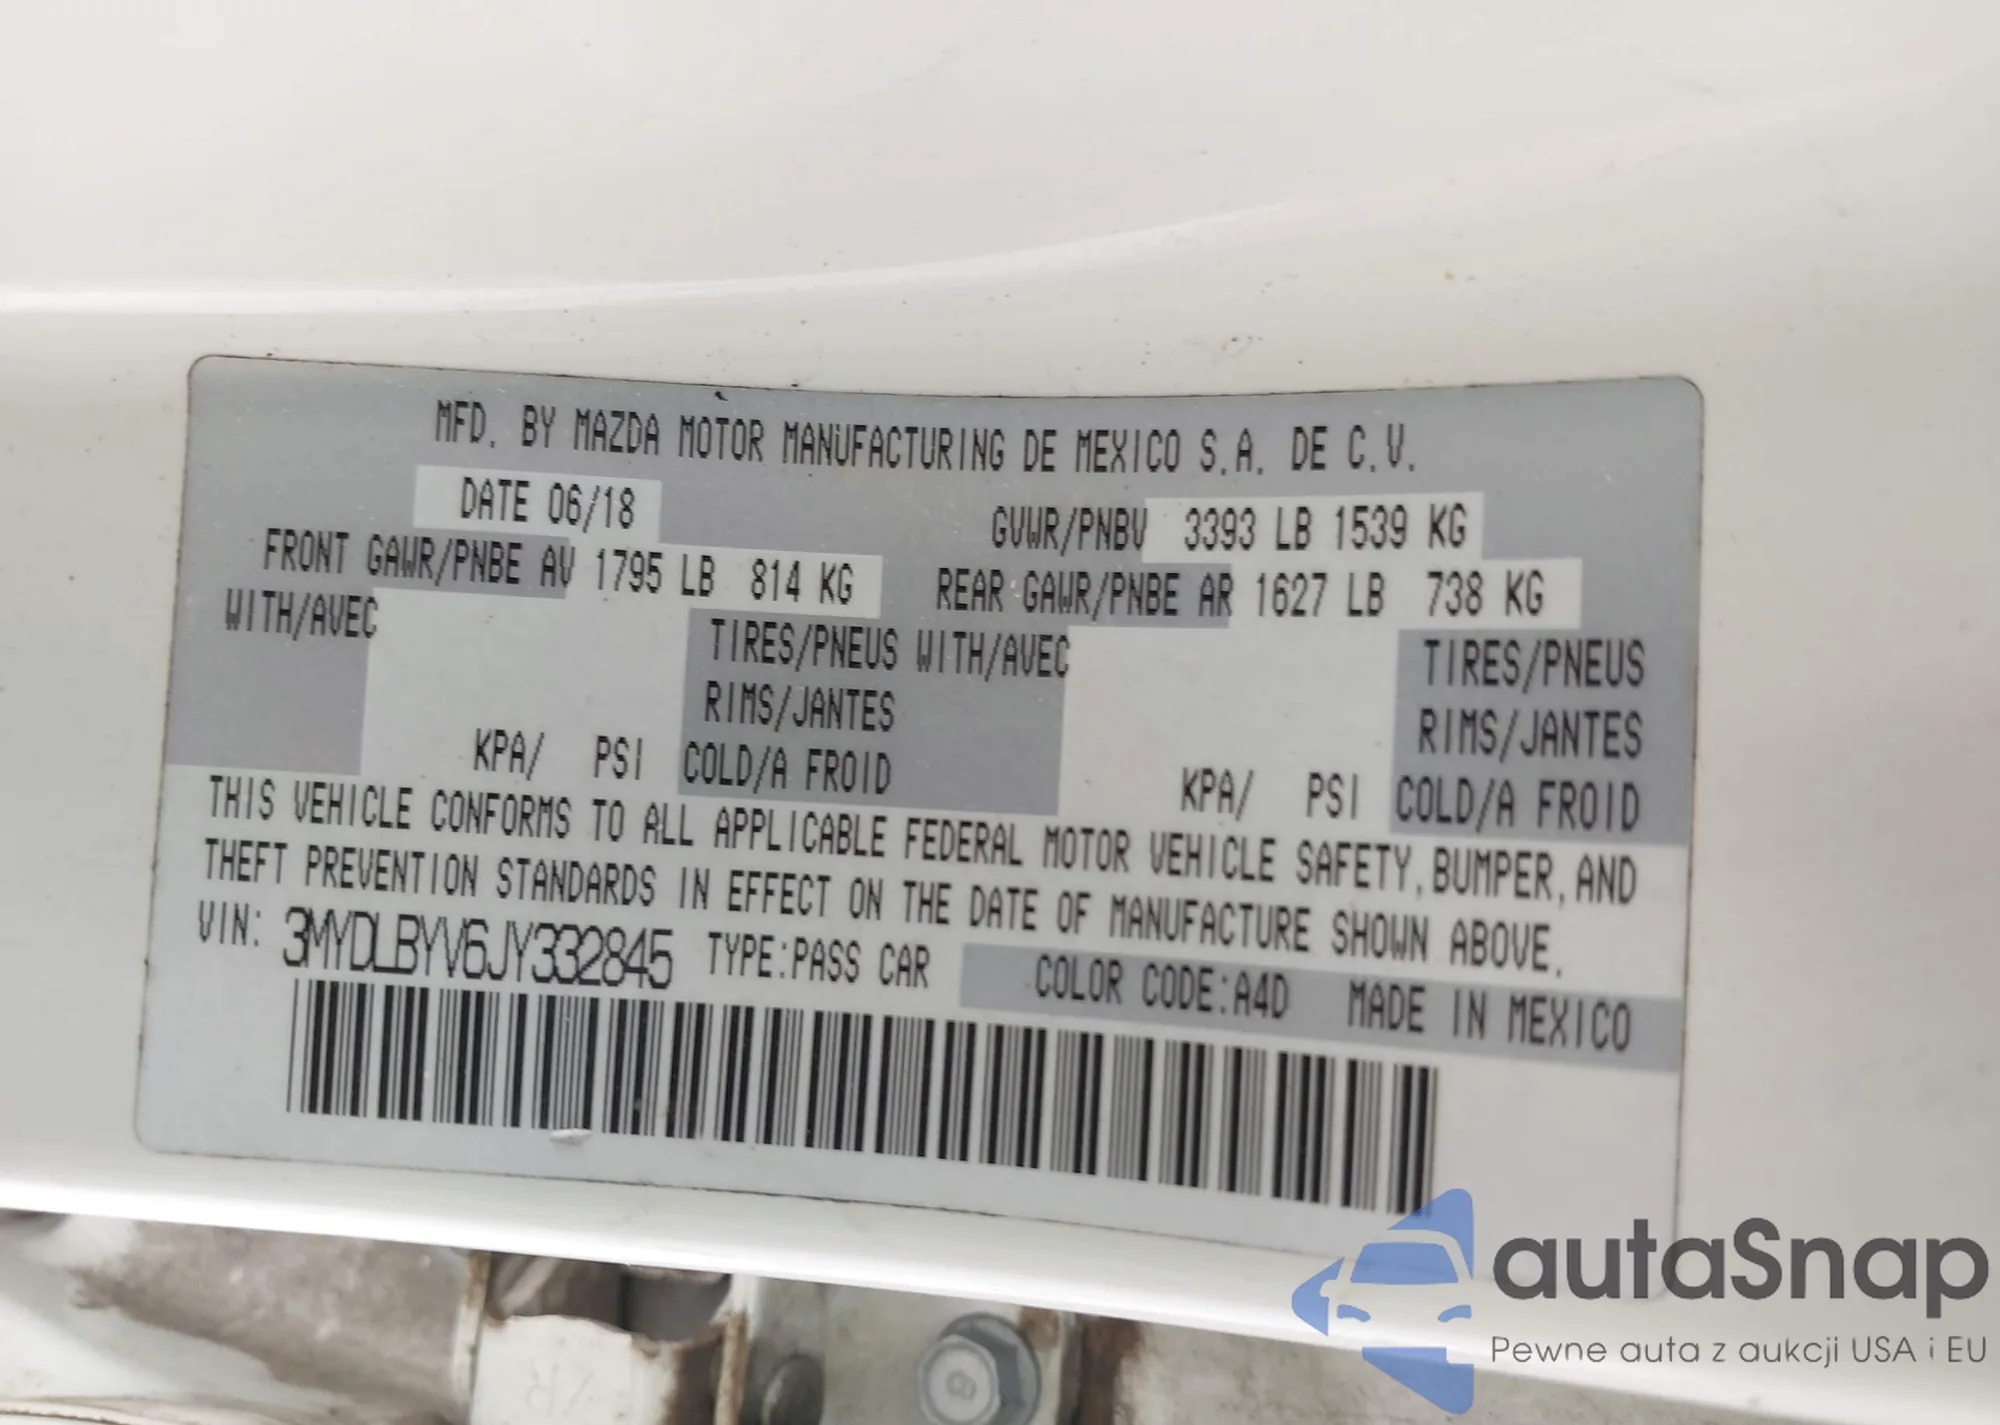 MFD. BY MAZDA MOTOR MANUFACTURING DE MEXICO S.A. DE C.V.
DATE 06/18 GVWR/PNBV 3393 LB 1539 KG
FRONT GAWR/PNBE AV 1795 LB 814 KG REAR GAWR/PNBE AR 1627 LB 738 KG
WITH/AVEC TIRES/PNEUS WITH/AVEC TIRES/PNEUS
RIMS/JANTES RIMS/JANTES
KPA/ PSI COLD/A FROID KPA/ PSI COLD/A FROID
THIS VEHICLE CONFORMS TO ALL APPLICABLE FEDERAL MOTOR VEHICLE SAFETY, BUMPER, AND
THEFT PREVENTION STANDARDS IN EFFECT ON THE DATE OF MANUFACTURE SHOWN ABOVE.
VIN: 3MYDLBYV6JY332845 TYPE:PASS CAR COLOR CODE:A4D MADE IN MEXICO
autaSnap
Pewne auta z aukcji USA i EU